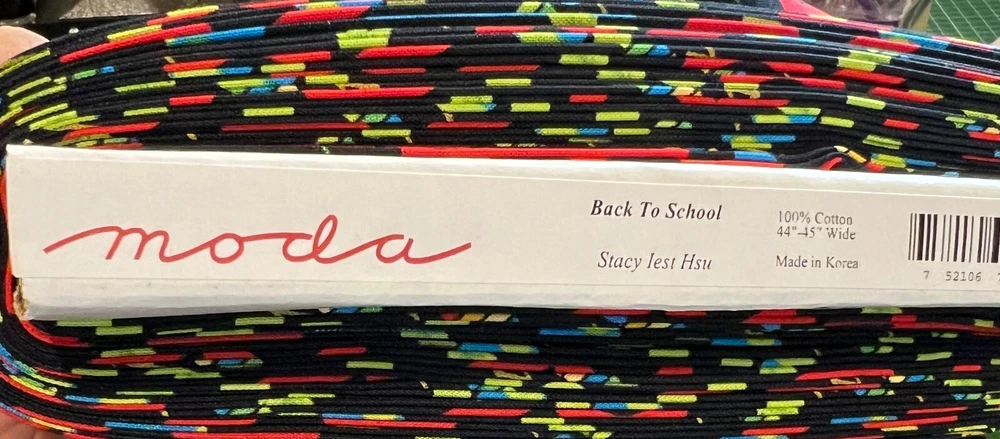 moda
Back To School
Stacy Iest Hsu
100% Cotton
44"-45" Wide
Made in Korea
7 52106